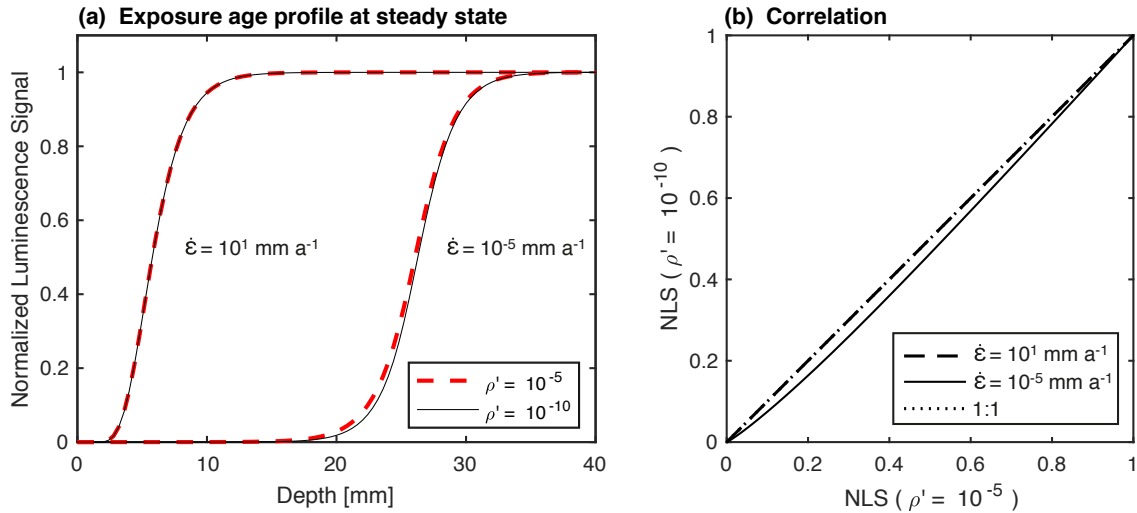 (a) Exposure age profile at steady state
Normalized Luminescence Signal
1
0.8
0.6
0.4
0.2
0
ε̇ = 10¹ mm a⁻¹
ε̇ = 10⁻⁵ mm a⁻¹
ρ' = 10⁻⁵
ρ' = 10⁻¹⁰
0 10 20 30 40
Depth [mm]
(b) Correlation
NLS ( ρ' = 10⁻¹⁰ )
1
0.8
0.6
0.4
0.2
0
ε̇ = 10¹ mm a⁻¹
ε̇ = 10⁻⁵ mm a⁻¹
1:1
0 0.2 0.4 0.6 0.8 1
NLS ( ρ' = 10⁻⁵ )